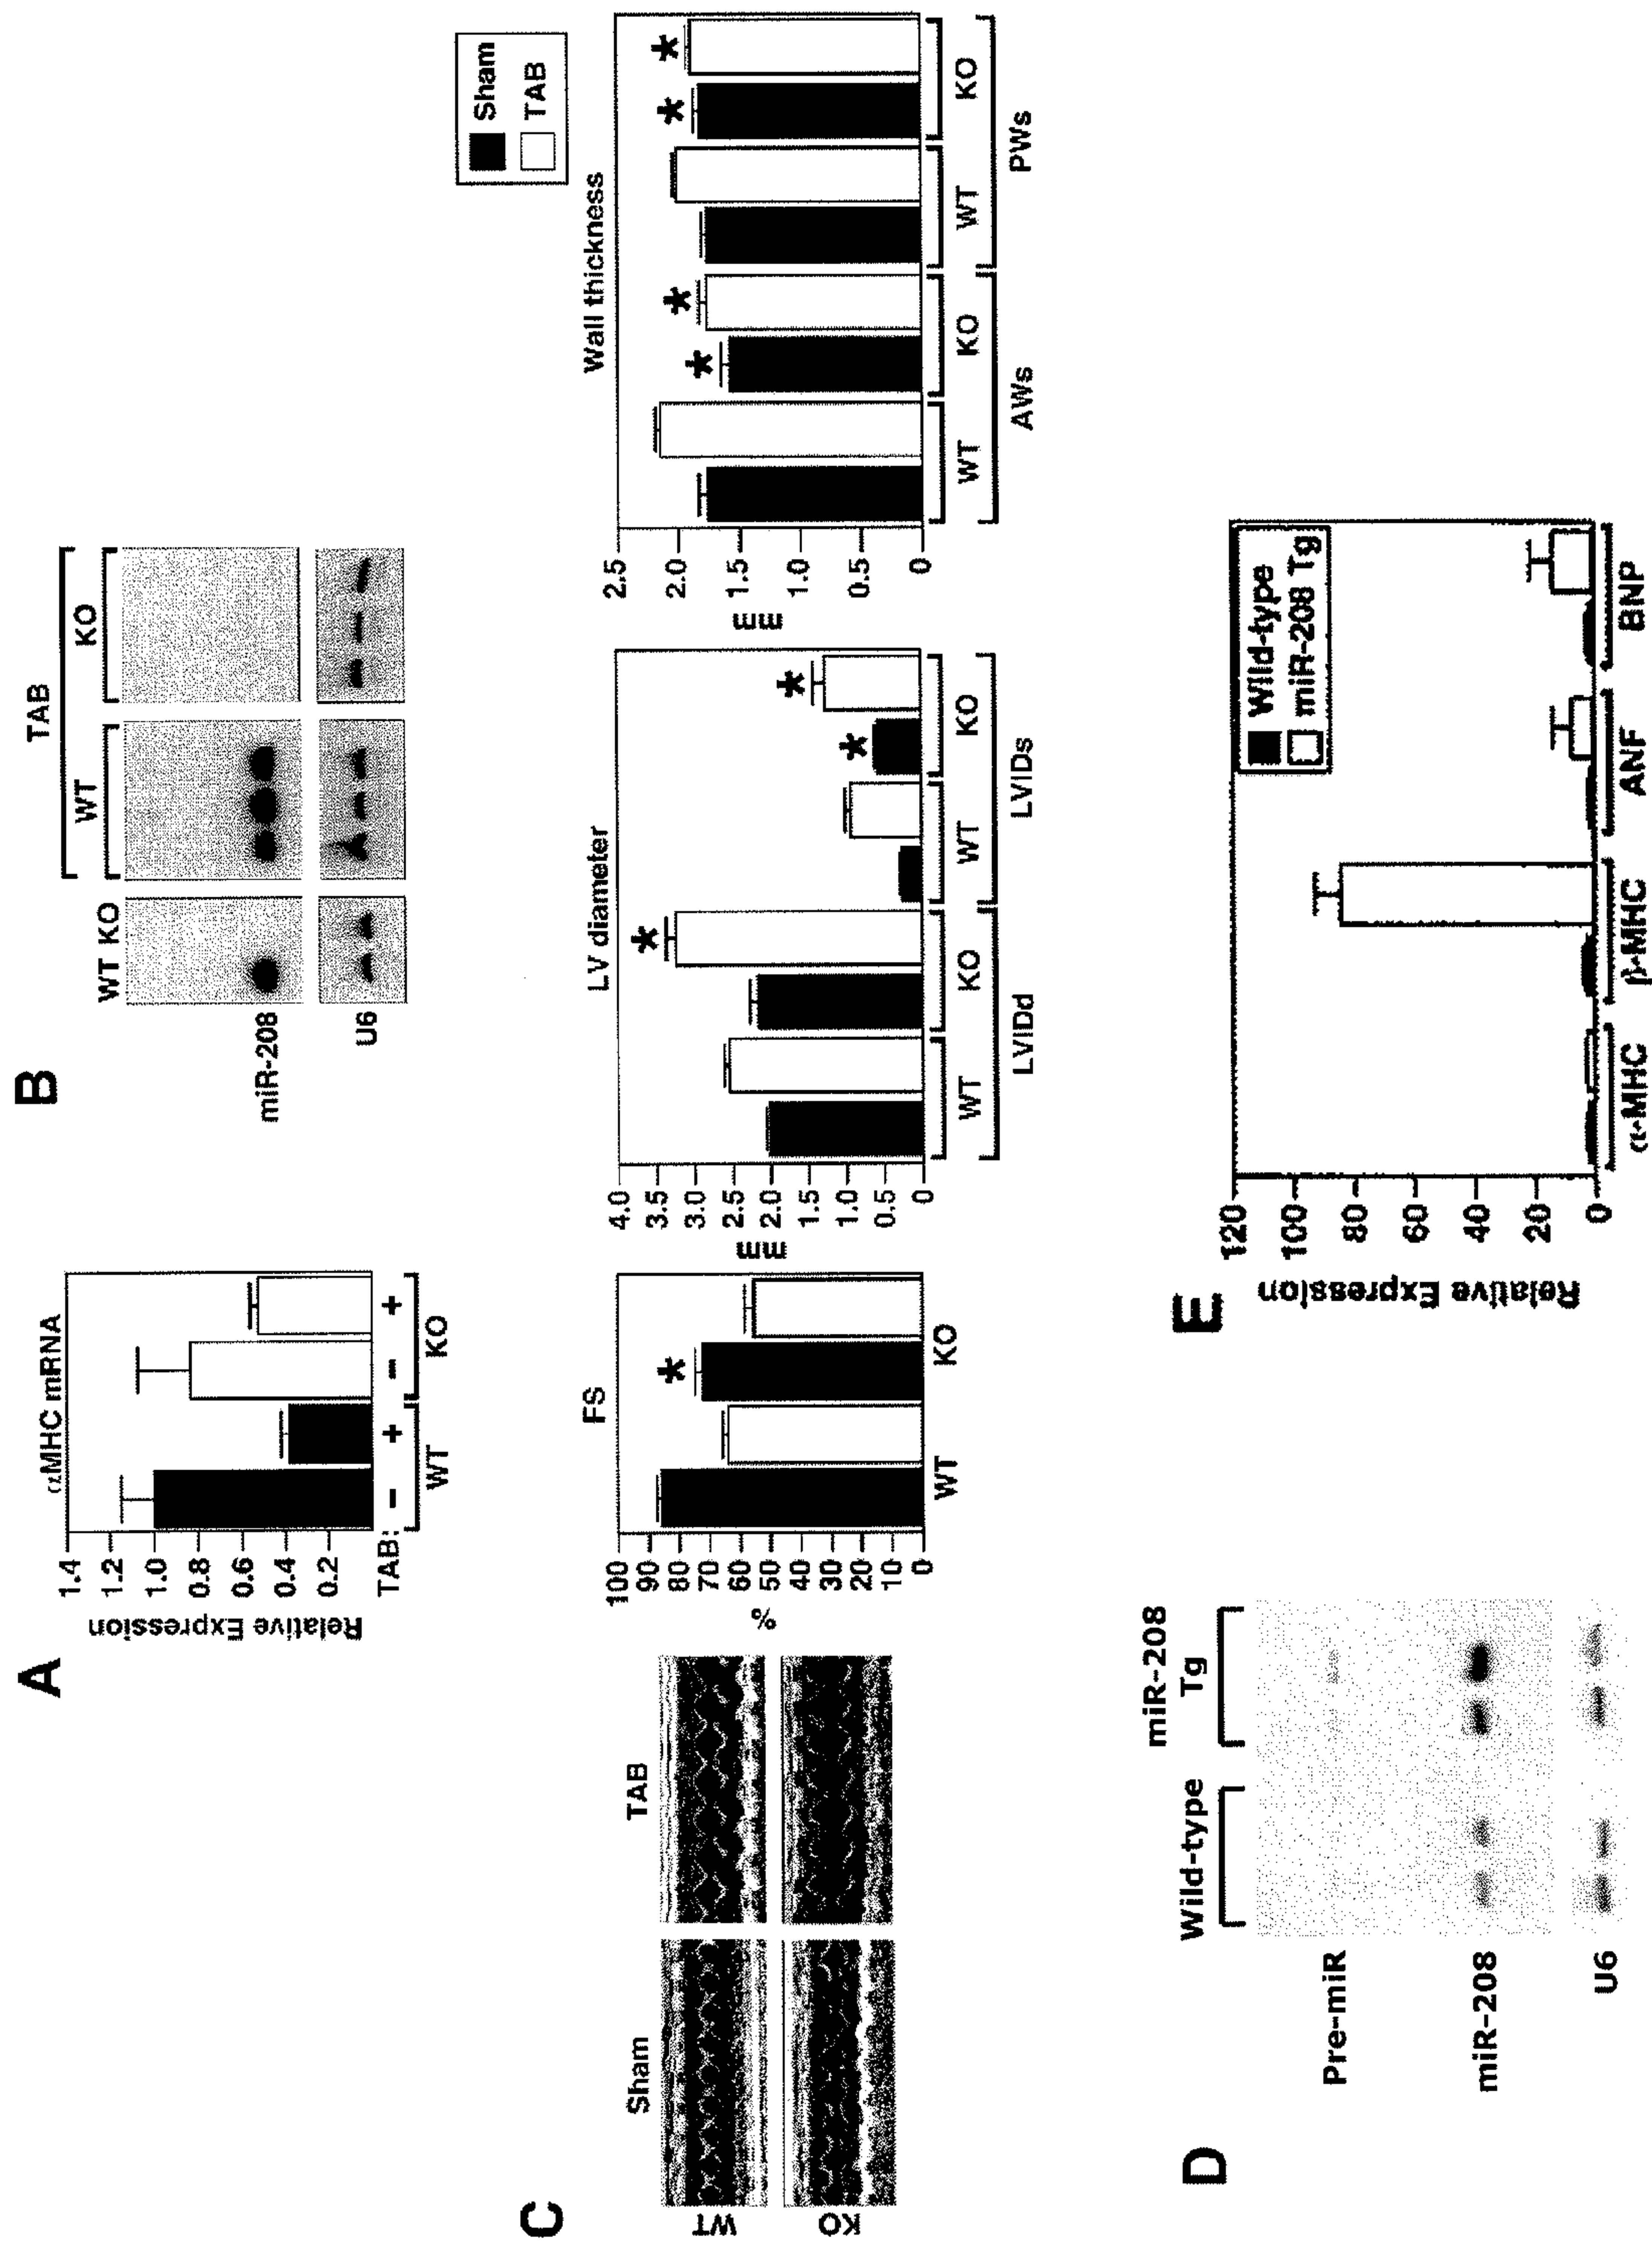 A
αMHC mRNA
Relative Expression
1.4
1.2
1.0
0.8
0.6
0.4
0.2
TAB:
− + − +
WT KO
B
TAB
WT KO WT KO
miR-208
U6
C
Sham TAB
WT
KO
FS
%
100
90
80
70
60
50
40
30
20
10
0
WT KO
LV diameter
mm
4.0
3.5
3.0
2.5
2.0
1.5
1.0
0.5
0
WT KO WT KO
LVIDd LVIDs
* * *
*
Sham
TAB
Wall thickness
mm
2.5
2.0
1.5
1.0
0.5
0
* * * *
WT KO WT KO
AWs PWs
D
Wild-type miR-208 Tg
Pre-miR
miR-208
U6
E
Relative Expression
120
100
80
60
40
20
0
Wild-type
miR-208 Tg
α-MHC β-MHC ANF BNP